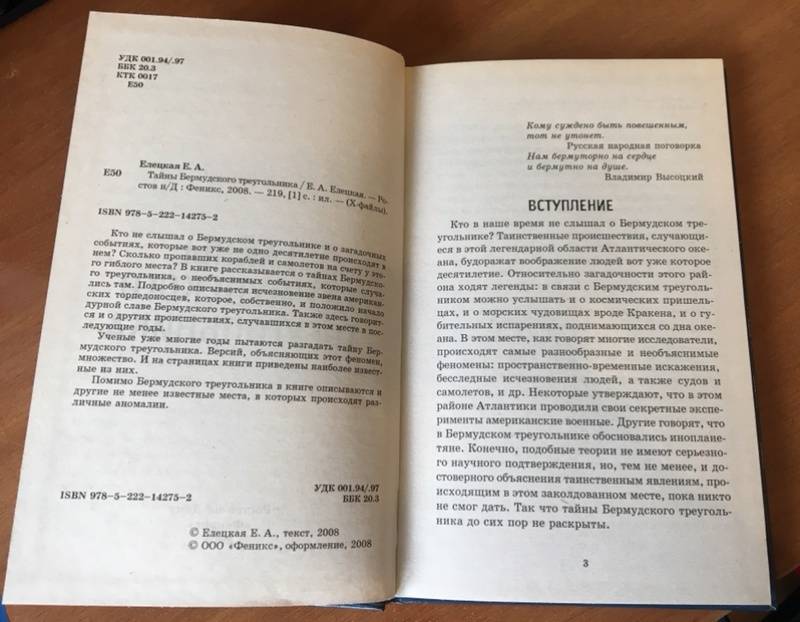 УДК 001.94/.97
ББК 20.3
КТК 0017
Е50
Елецкая Е. А.
Е50 Тайны Бермудского треугольника / Е. А. Елецкая. — Ро-
стов н/Д : Феникс, 2008. — 219, [1] с. : ил. — (Х-файлы).
ISBN 978-5-222-14275-2
Кто не слышал о Бермудском треугольнике и о загадочных
событиях, которые вот уже не одно десятилетие происходят в
нем? Сколько пропавших кораблей и самолетов на счету у это-
го гиблого места? В книге рассказывается о тайнах Бермудско-
го треугольника, о необъяснимых событиях, которые случа-
лись там. Подробно описывается исчезновение звена американ-
ских торпедоносцев, которое, собственно, и положило начало
дурной славе Бермудского треугольника. Также здесь говорит-
ся и о других происшествиях, случавшихся в этом месте в пос-
ледующие годы.
Ученые уже многие годы пытаются разгадать тайну Бер-
мудского треугольника. Версий, объясняющих этот феномен,
множество. И на страницах книги приведены наиболее извест-
ные из них.
Помимо Бермудского треугольника в книге описываются и
другие не менее известные места, в которых происходят раз-
личные аномалии.
УДК 001.94/.97
ISBN 978-5-222-14275-2 ББК 20.3
© Елецкая Е. А., текст, 2008
© ООО «Феникс», оформление, 2008
Кому суждено быть повешенным,
тот не утонет.
Русская народная поговорка
Нам бермуторно на сердце
и бермутно на душе.
Владимир Высоцкий
ВСТУПЛЕНИЕ
Кто в наше время не слышал о Бермудском тре-
угольнике? Таинственные происшествия, случающи-
еся в этой легендарной области Атлантического оке-
ана, будоражат воображение людей вот уже которое
десятилетие. Относительно загадочности этого рай-
она ходят легенды: в связи с Бермудским треугольни-
ком можно услышать и о космических пришель-
цах, и о морских чудовищах вроде Кракена, и о гу-
бительных испарениях, поднимающихся со дна оке-
ана. В этом месте, как говорят многие исследователи,
происходят самые разнообразные и необъяснимые
феномены: пространственно-временные искажения,
бесследные исчезновения людей, а также судов и
самолетов, и др. Некоторые утверждают, что в этом
районе Атлантики проводили свои секретные экспе-
рименты американские военные. Другие говорят, что
в Бермудском треугольнике обосновались иноплане-
тяне. Конечно, подобные теории не имеют серьезно-
го научного подтверждения, но, тем не менее, и до-
стоверного объяснения таинственным явлениям, про-
исходящим в этом заколдованном месте, пока никто
не смог дать. Так что тайны Бермудского треуголь-
ника до сих пор не раскрыты.
3